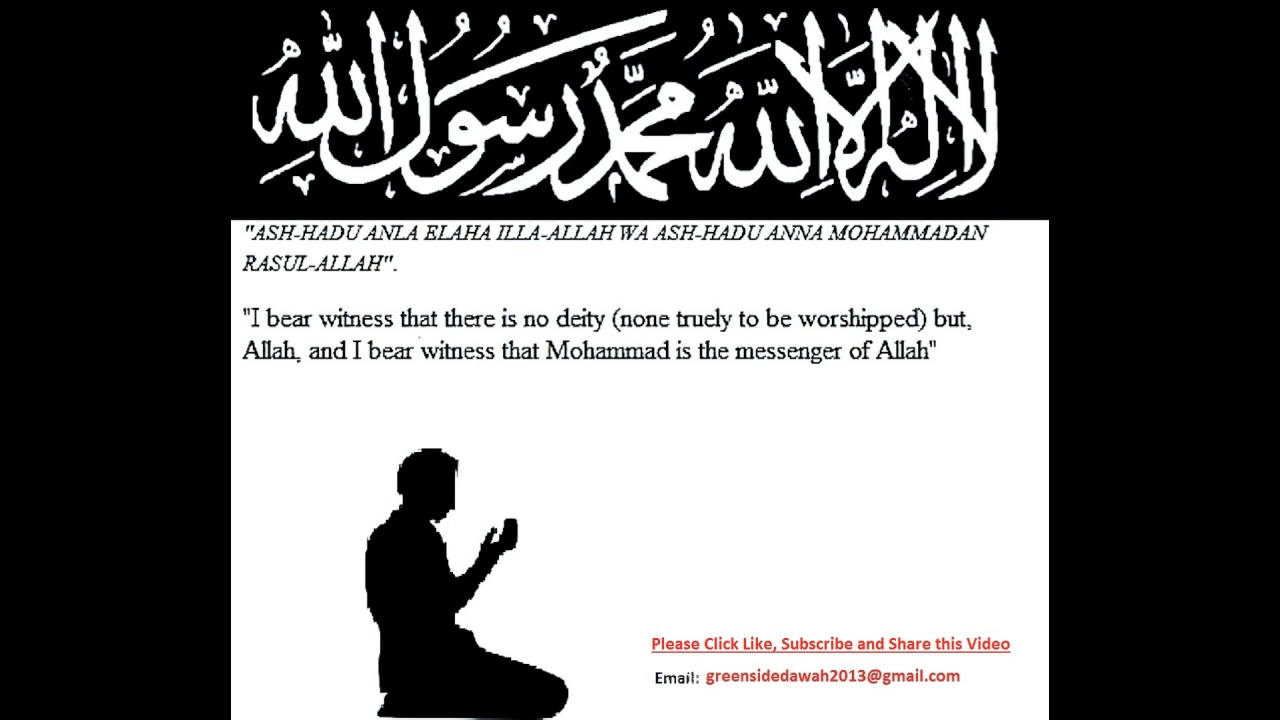 لا إله إلا الله محمد رسول الله
"ASH-HADU ANLA ELAHA ILLA-ALLAH WA ASH-HADU ANNA MOHAMMADAN
RASUL-ALLAH".
"I bear witness that there is no deity (none truely to be worshipped) but,
Allah, and I bear witness that Mohammad is the messenger of Allah"
Please Click Like, Subscribe and Share this Video
Email: greensidedawah2013@gmail.com